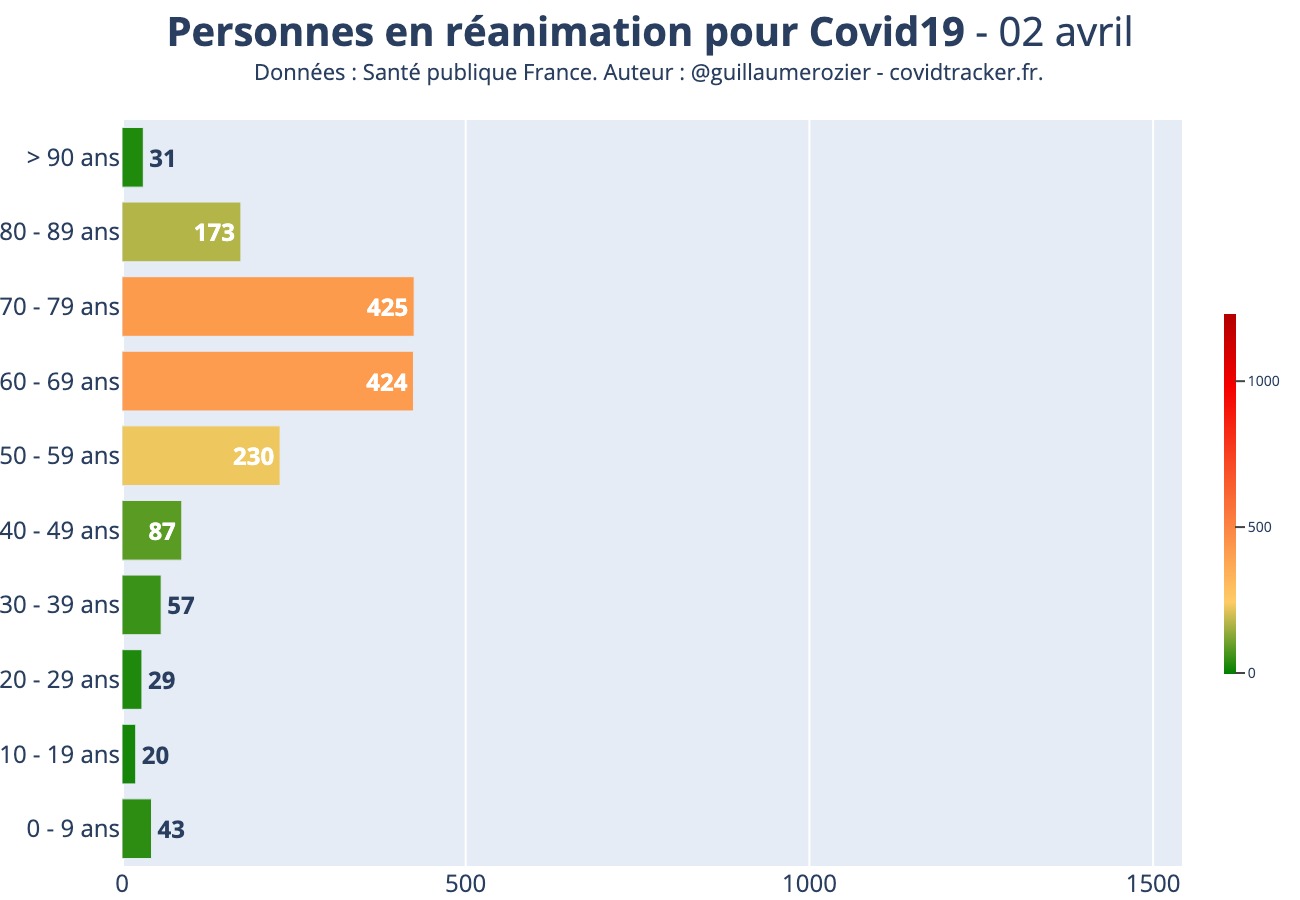 Personnes en réanimation pour Covid19 - 02 avril
Données : Santé publique France. Auteur : @guillaumerozier - covidtracker.fr.
> 90 ans 31
80 - 89 ans 173
70 - 79 ans 425
60 - 69 ans 424
50 - 59 ans 230
40 - 49 ans 87
30 - 39 ans 57
20 - 29 ans 29
10 - 19 ans 20
0 - 9 ans 43
0 500 1000 1500
1000
500
0